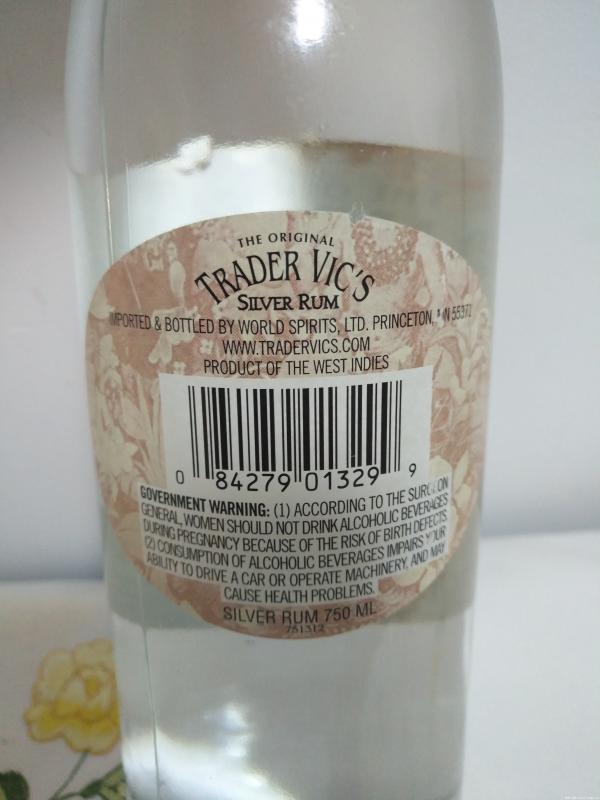 THE ORIGINAL
TRADER VIC'S
SILVER RUM
IMPORTED & BOTTLED BY WORLD SPIRITS, LTD. PRINCETON, MN 55371
WWW.TRADERVICS.COM
PRODUCT OF THE WEST INDIES
0 84279 01329 9
GOVERNMENT WARNING: (1) ACCORDING TO THE SURGEON
GENERAL, WOMEN SHOULD NOT DRINK ALCOHOLIC BEVERAGES
DURING PREGNANCY BECAUSE OF THE RISK OF BIRTH DEFECTS.
(2) CONSUMPTION OF ALCOHOLIC BEVERAGES IMPAIRS YOUR
ABILITY TO DRIVE A CAR OR OPERATE MACHINERY, AND MAY
CAUSE HEALTH PROBLEMS.
SILVER RUM 750 ML
751312